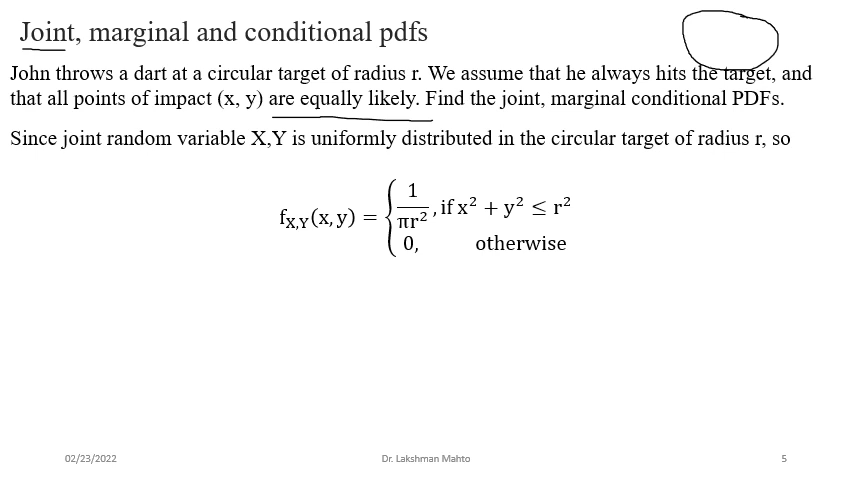 Joint, marginal and conditional pdfs
John throws a dart at a circular target of radius r. We assume that he always hits the target, and
that all points of impact (x, y) are equally likely. Find the joint, marginal conditional PDFs.
Since joint random variable X,Y is uniformly distributed in the circular target of radius r, so
f_{X,Y}(x, y) = { 1/πr², if x² + y² ≤ r²
0, otherwise
02/23/2022 Dr. Lakshman Mahto 5